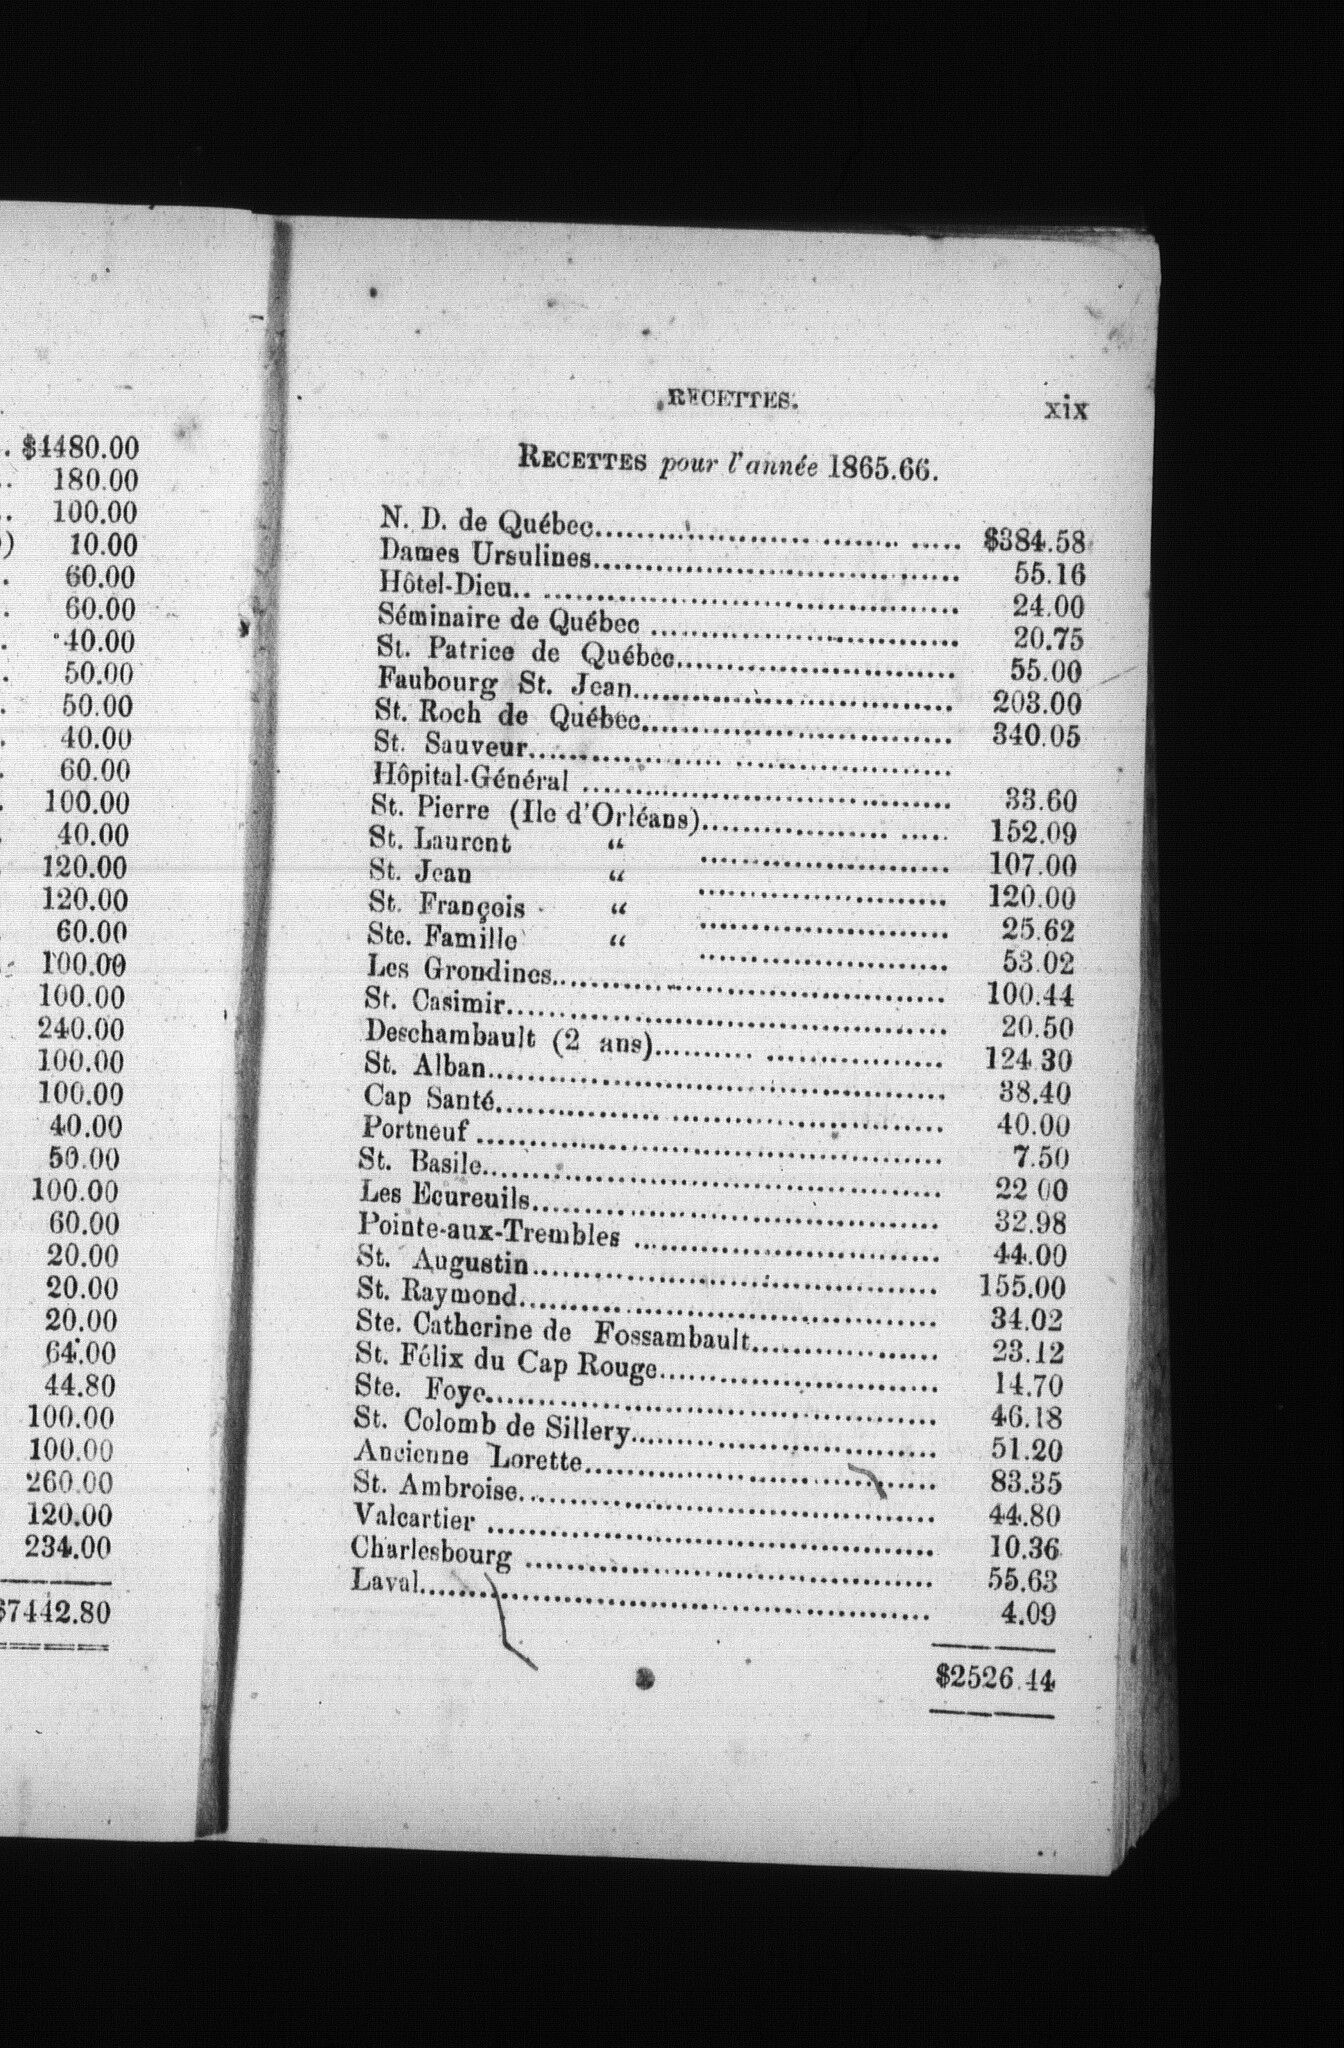 $4480.00
180.00
100.00
10.00
60.00
60.00
40.00
50.00
50.00
40.00
60.00
100.00
40.00
120.00
120.00
60.00
100.00
100.00
240.00
100.00
100.00
40.00
50.00
100.00
60.00
20.00
20.00
20.00
64.00
44.80
100.00
100.00
260.00
120.00
234.00
$7442.80
RECETTES. xix
RECETTES pour l'année 1865.66.
N. D. de Québec.......... $384.58
Dames Ursulines.......... 55.16
Hôtel-Dieu.......... 24.00
Séminaire de Québec .......... 20.75
St. Patrice de Québec.......... 55.00
Faubourg St. Jean.......... 203.00
St. Roch de Québec.......... 340.05
St. Sauveur..........
Hôpital-Général .......... 33.60
St. Pierre (Ile d'Orléans).......... 152.09
St. Laurent “ .......... 107.00
St. Jean “ .......... 120.00
St. François “ .......... 25.62
Ste. Famille “ .......... 53.02
Les Grondines.......... 100.44
St. Casimir.......... 20.50
Deschambault (2 ans).......... 124 30
St. Alban.......... 38.40
Cap Santé.......... 40.00
Portneuf .......... 7.50
St. Basile.......... 22 00
Les Ecureuils.......... 32.98
Pointe-aux-Trembles .......... 44.00
St. Augustin.......... 155.00
St. Raymond.......... 34.02
Ste. Catherine de Fossambault.......... 23.12
St. Félix du Cap Rouge.......... 14.70
Ste. Foye.......... 46.18
St. Colomb de Sillery.......... 51.20
Ancienne Lorette.......... 83.35
St. Ambroise.......... 44.80
Valcartier .......... 10.36
Charlesbourg .......... 55.63
Laval.......... 4.09
$2526.44